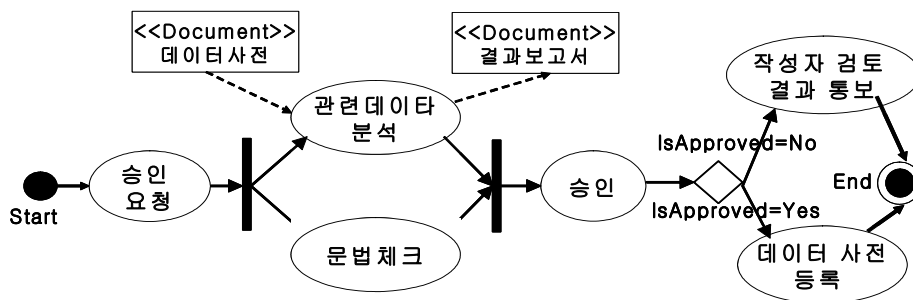 <<Document>>
데이터사전
<<Document>>
결과보고서
작성자 검토
결과 통보
관련데이타
분석
IsApproved=No
승인
요청
승인
End
Start
IsApproved=Yes
문법체크
데이터 사전
등록